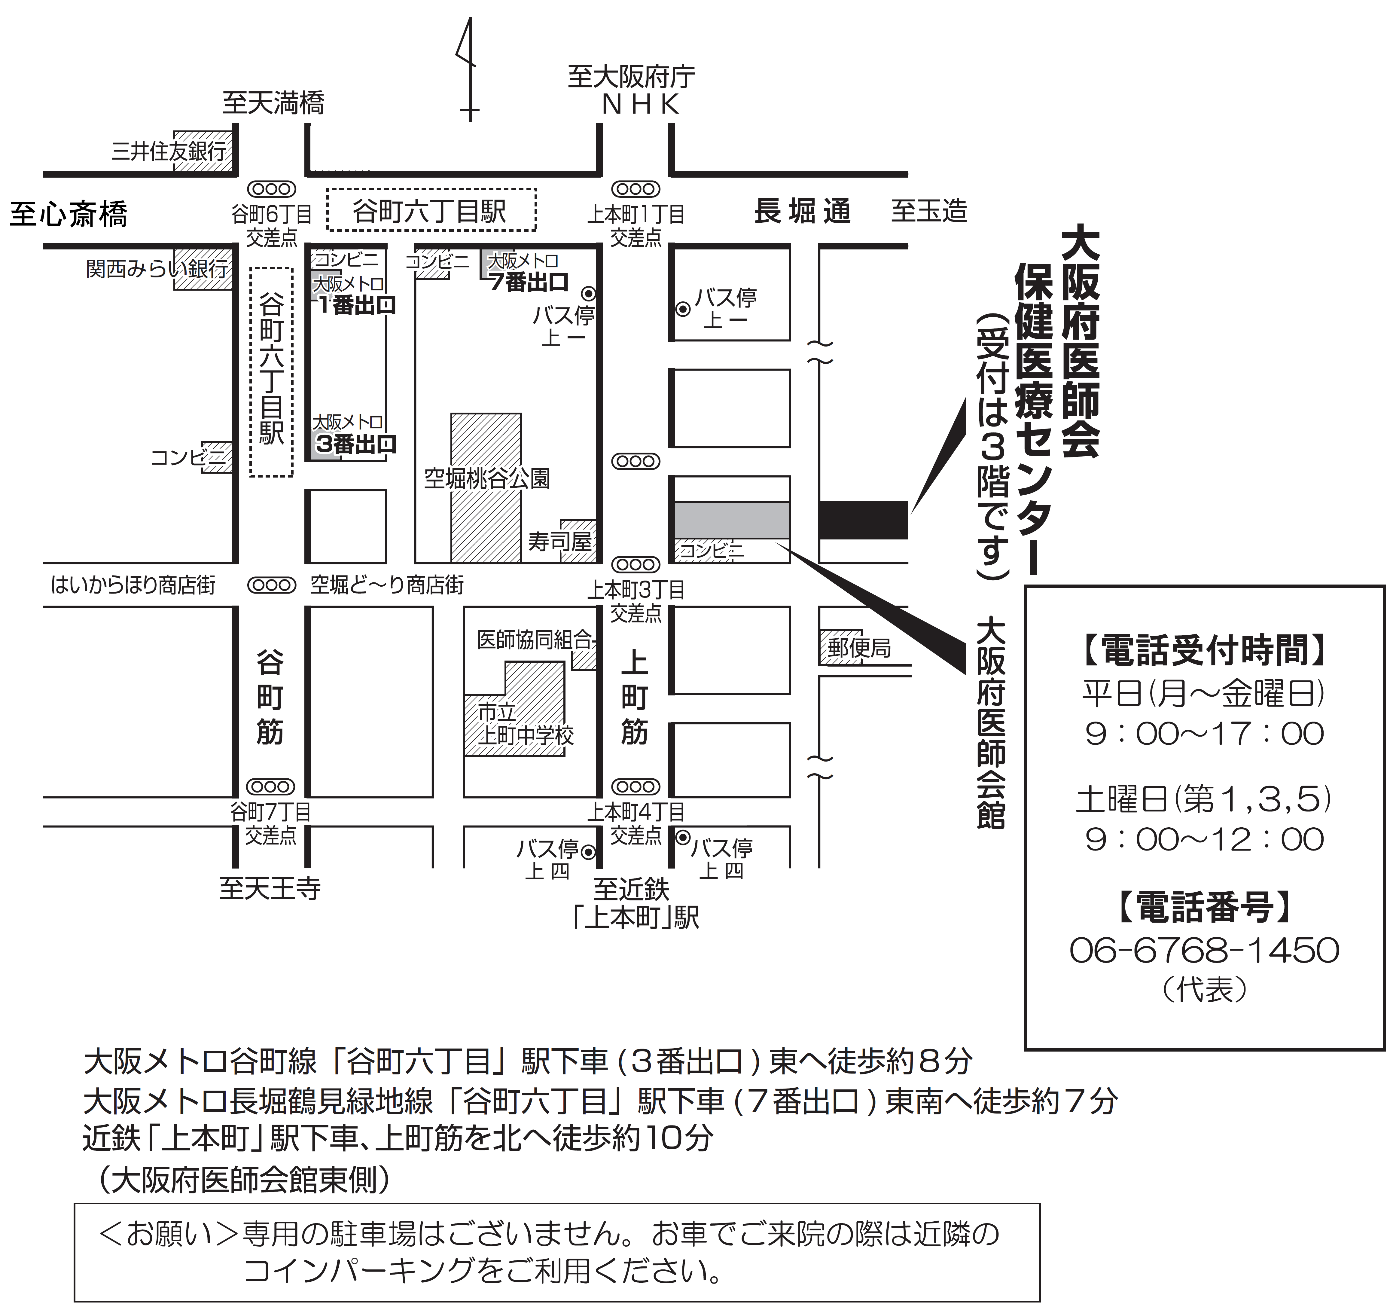 至大阪府庁
ＮＨＫ
至天満橋
三井住友銀行
至心斎橋
谷町6丁目
交差点
谷町六丁目駅
上本町1丁目
交差点
長堀通
至玉造
関西みらい銀行
コンビニ
大阪メトロ
1番出口
コンビニ
大阪メトロ
7番出口
バス停
上一
バス停
上一
谷町六丁目駅
大阪メトロ
3番出口
コンビニ
空堀桃谷公園
寿司屋
コンビニ
大阪府医師会
保健医療センター
（受付は３階です）
はいからほり商店街
空堀ど～り商店街
上本町3丁目
交差点
医師協同組合
郵便局
大阪府医師会館
谷町筋
上町筋
市立
上町中学校
谷町7丁目
交差点
上本町4丁目
交差点
バス停
上四
バス停
上四
至天王寺
至近鉄
「上本町」駅
【電話受付時間】
平日(月～金曜日)
９：００～１７：００
土曜日(第１,３,５)
９：００～１２：００
【電話番号】
06-6768-1450
（代表）
大阪メトロ谷町線「谷町六丁目」駅下車(３番出口)東へ徒歩約８分
大阪メトロ長堀鶴見緑地線「谷町六丁目」駅下車(７番出口)東南へ徒歩約７分
近鉄「上本町」駅下車、上町筋を北へ徒歩約10分
（大阪府医師会館東側）
＜お願い＞専用の駐車場はございません。お車でご来院の際は近隣の
コインパーキングをご利用ください。